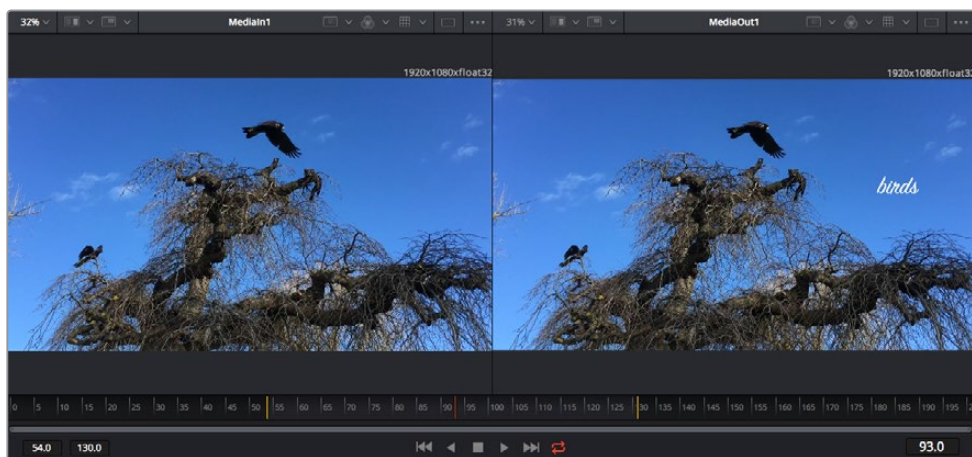 32% MediaIn1 31% MediaOut1
1920x1080xfloat32 1920x1080xfloat32
birds
0 5 10 15 20 25 30 35 40 45 50 55 60 65 70 75 80 85 90 95 100 105 110 115 120 125 130 135 140 145 150 155 160 165 170 175 180 185 190 195
54.0 130.0 93.0